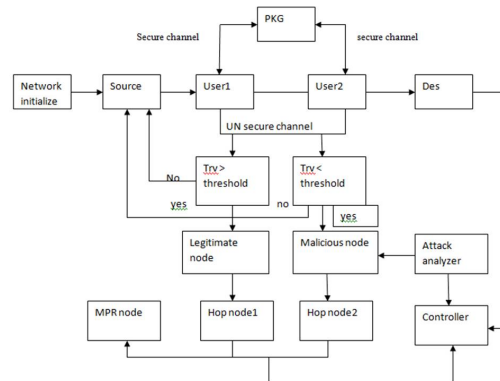 PKG
Secure channel
secure channel
Network
initialize
Source
User1
User2
Des
UN secure channel
Trv >
threshold
Trv <
threshold
No
yes
no
yes
Legitimate
node
Malicious node
Attack
analyzer
MPR node
Hop node1
Hop node2
Controller